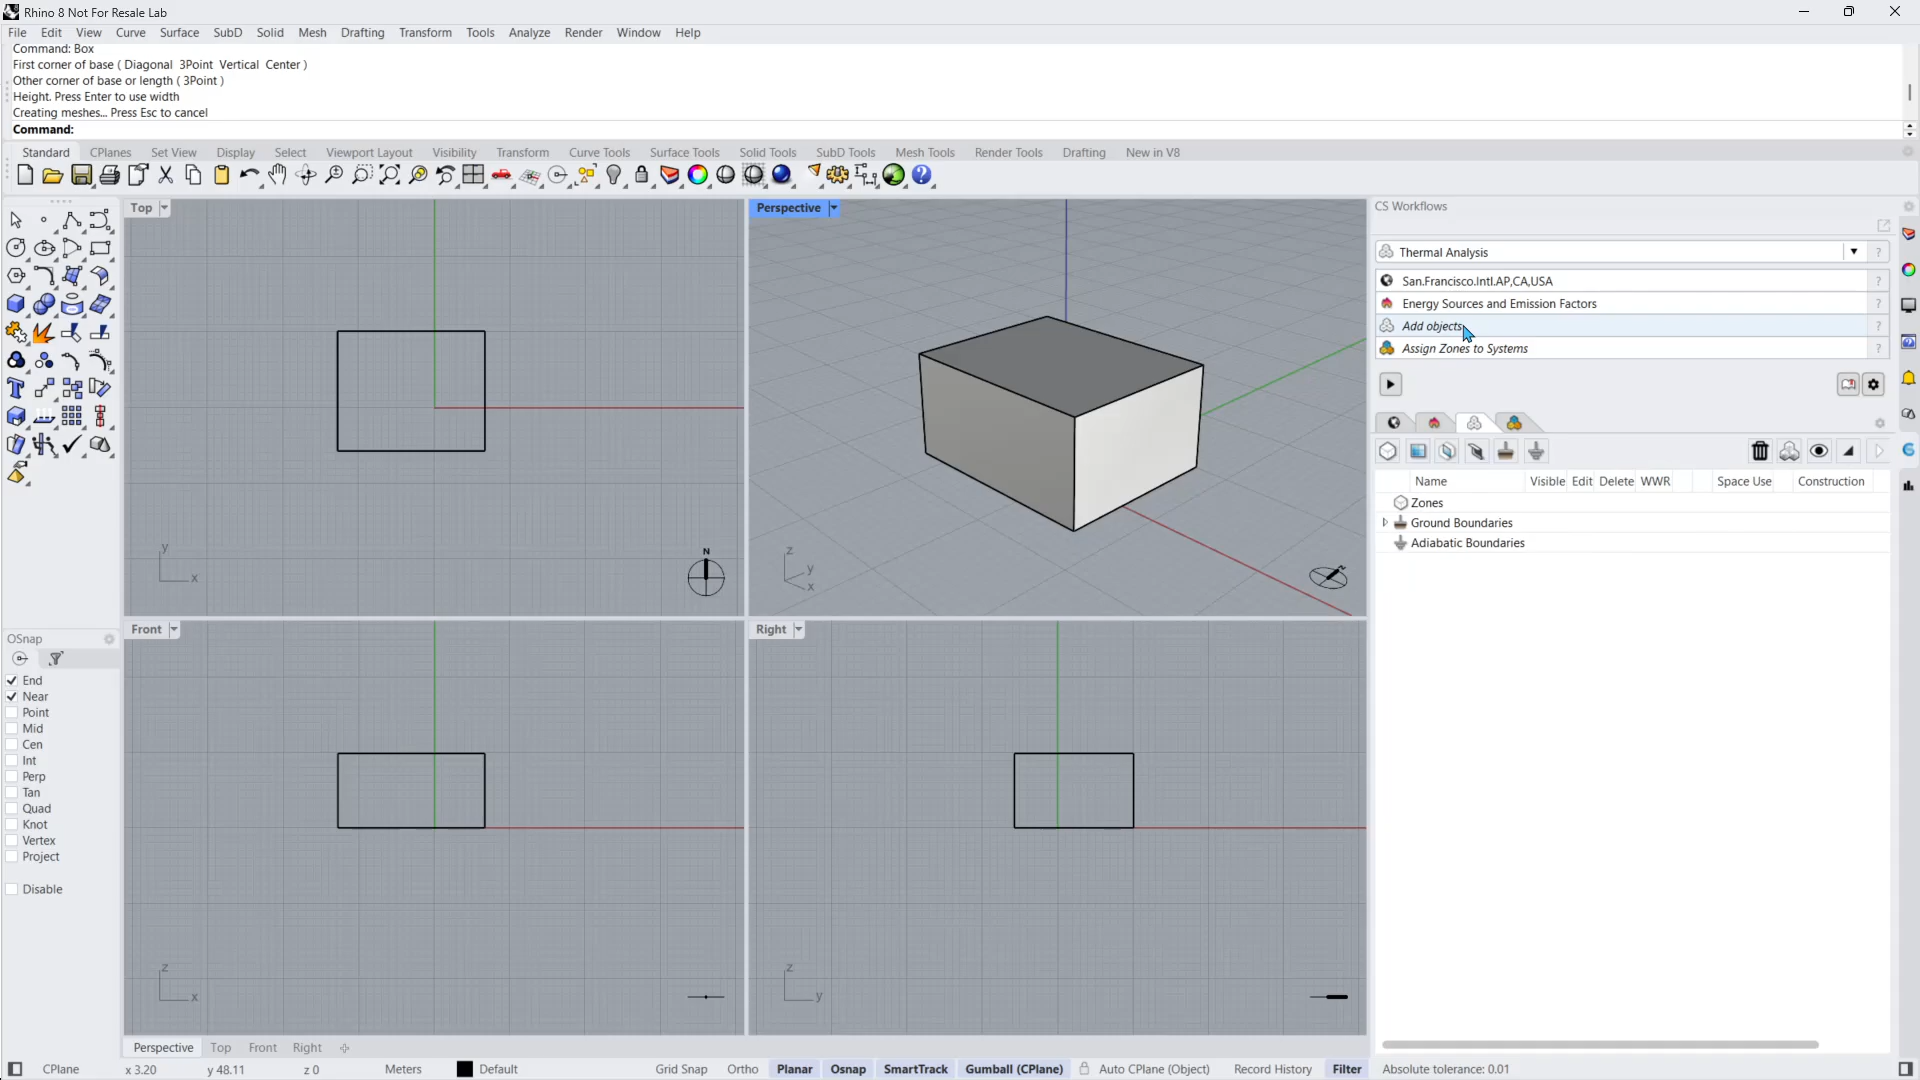 Rhino 8 Not For Resale Lab
File Edit View Curve Surface SubD Solid Mesh Drafting Transform Tools Analyze Render Window Help
Command: Box
First corner of base ( Diagonal 3Point Vertical Center )
Other corner of base or length ( 3Point )
Height. Press Enter to use width
Creating meshes... Press Esc to cancel
Command:
Standard CPlanes Set View Display Select Viewport Layout Visibility Transform Curve Tools Surface Tools Solid Tools SubD Tools Mesh Tools Render Tools Drafting New in V8
Top
Perspective
CS Workflows
Thermal Analysis ?
San.Francisco.Intl.AP,CA,USA ?
Energy Sources and Emission Factors ?
Add objects ?
Assign Zones to Systems ?
Name Visible Edit Delete WWR Space Use Construction
Zones
Ground Boundaries
Adiabatic Boundaries
y
x
N
z
y
x
N
Front
Right
OSnap
End
Near
Point
Mid
Cen
Int
Perp
Tan
Quad
Knot
Vertex
Project
Disable
z
x
z
y
Perspective Top Front Right
CPlane x 3.20 y 48.11 z 0 Meters Default Grid Snap Ortho Planar Osnap SmartTrack Gumball (CPlane) Auto CPlane (Object) Record History Filter Absolute tolerance: 0.01